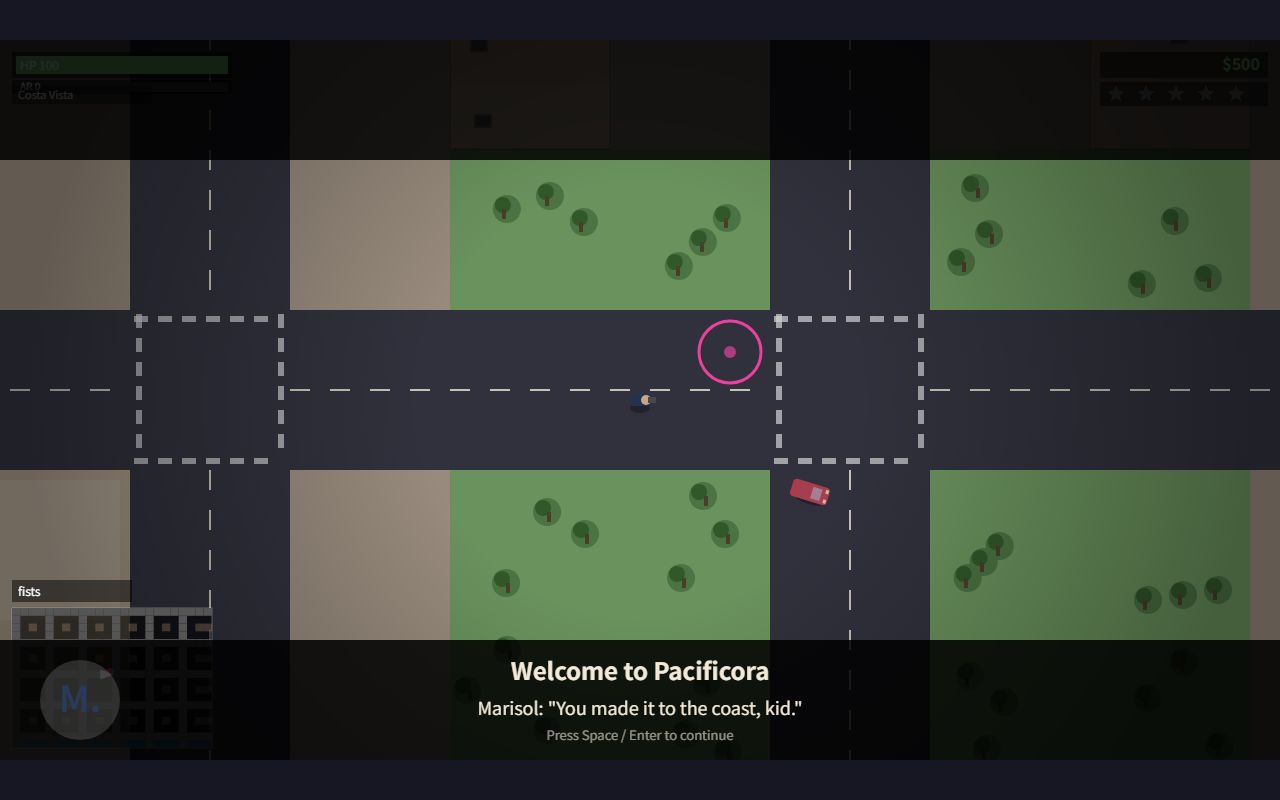 HP 100
AR 0
Costa Vista
$500
fists
M.
Welcome to Pacificora
Marisol: "You made it to the coast, kid."
Press Space / Enter to continue